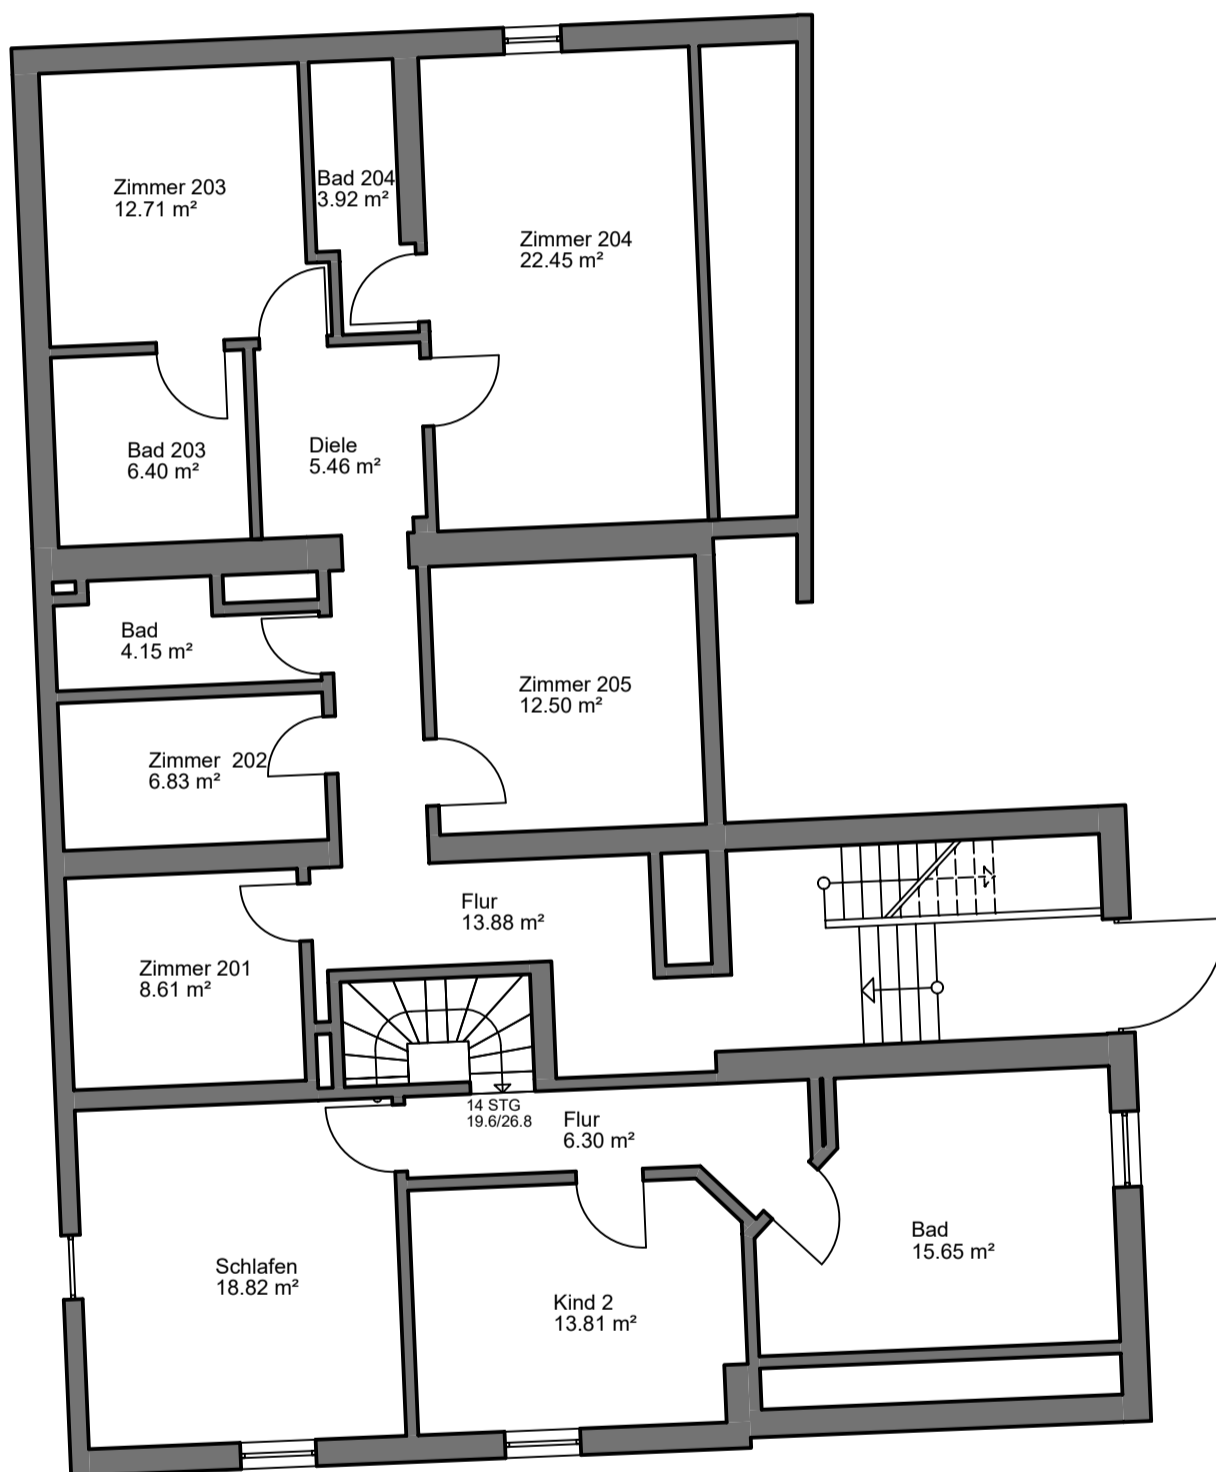 Zimmer 203
12.71 m²
Bad 204
3.92 m²
Zimmer 204
22.45 m²
Bad 203
6.40 m²
Diele
5.46 m²
Bad
4.15 m²
Zimmer 205
12.50 m²
Zimmer 202
6.83 m²
Flur
13.88 m²
Zimmer 201
8.61 m²
14 STG
19.6/26.8
Flur
6.30 m²
Bad
15.65 m²
Schlafen
18.82 m²
Kind 2
13.81 m²